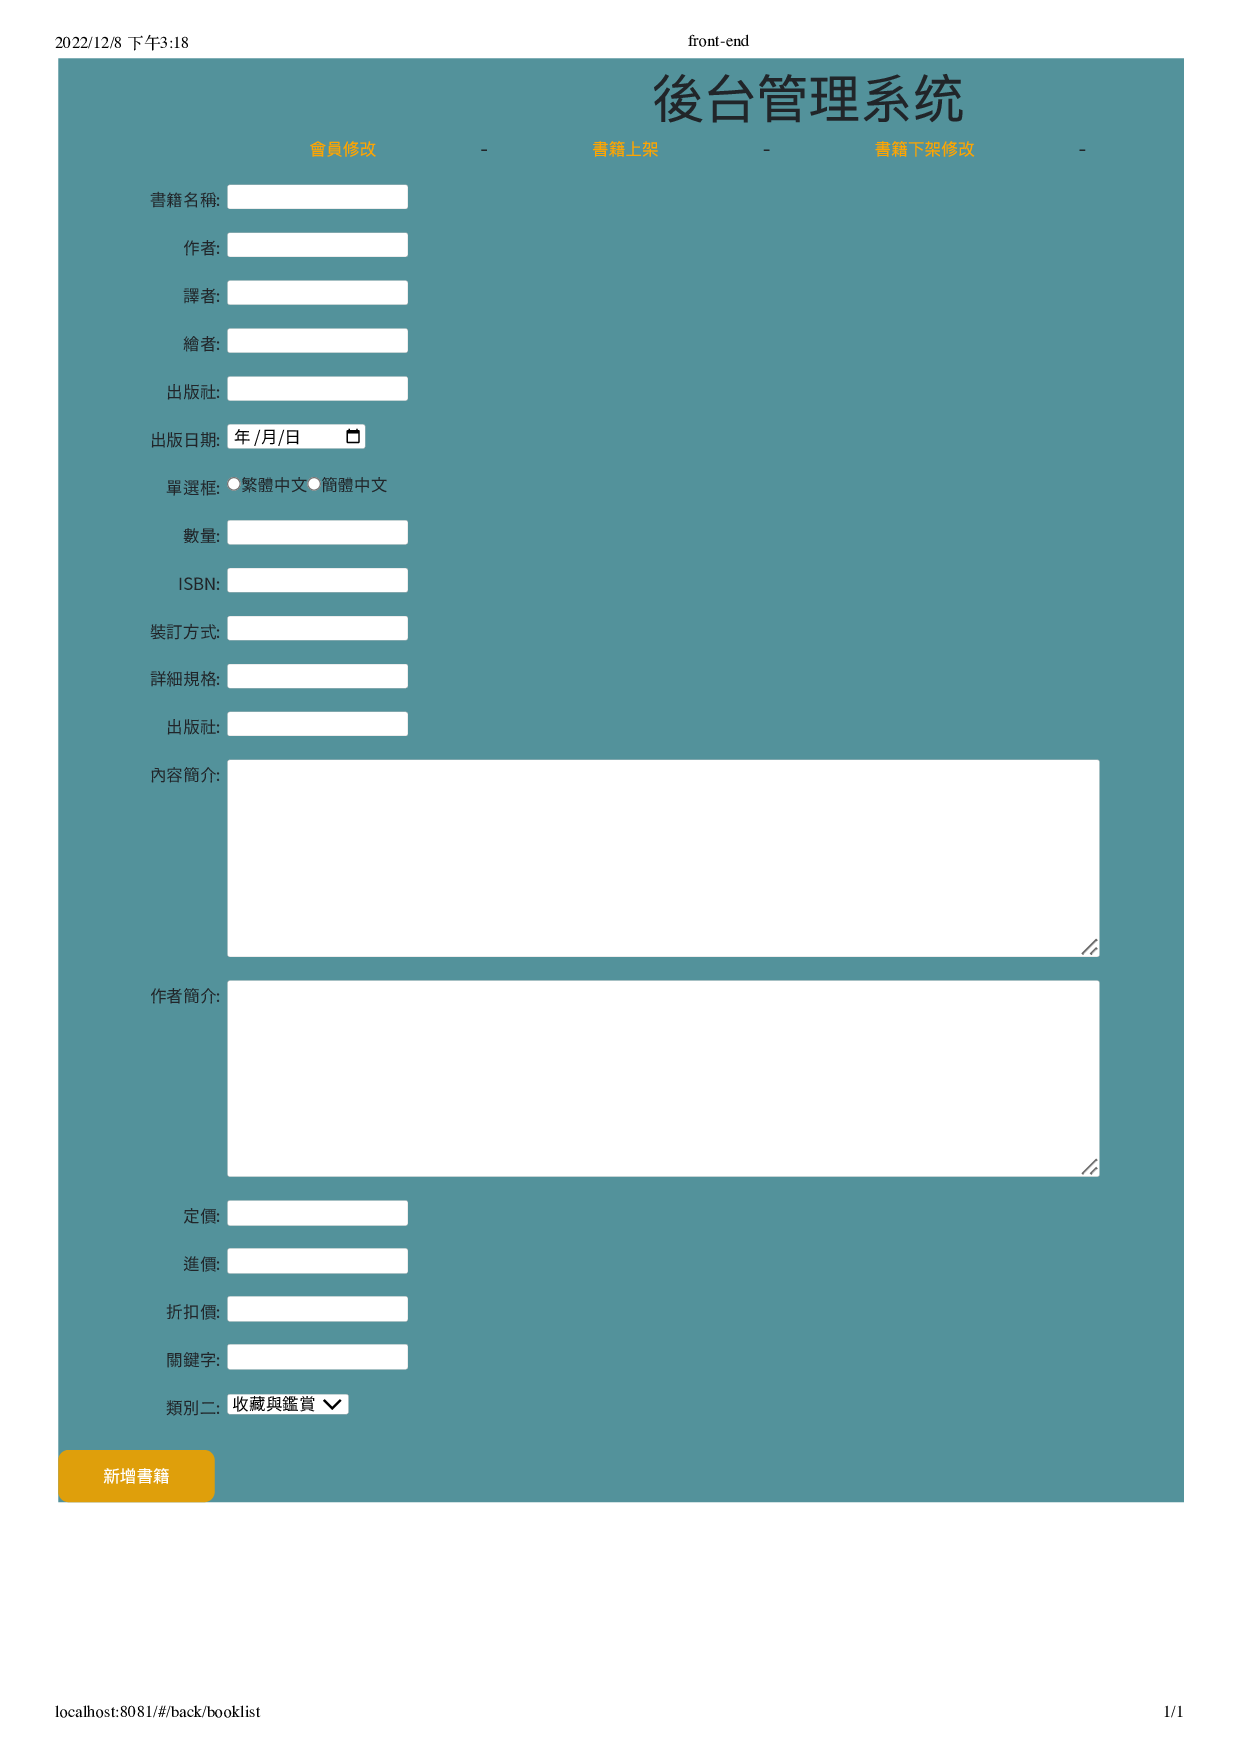 2022/12/8 下午3:18 front-end
後台管理系统
會員修改 - 書籍上架 - 書籍下架修改 -
書籍名稱:
作者:
譯者:
繪者:
出版社:
出版日期: 年 /月/日
單選框: 繁體中文 簡體中文
數量:
ISBN:
裝訂方式:
詳細規格:
出版社:
內容簡介:
作者簡介:
定價:
進價:
折扣價:
關鍵字:
類別二: 收藏與鑑賞
新增書籍
localhost:8081/#/back/booklist 1/1